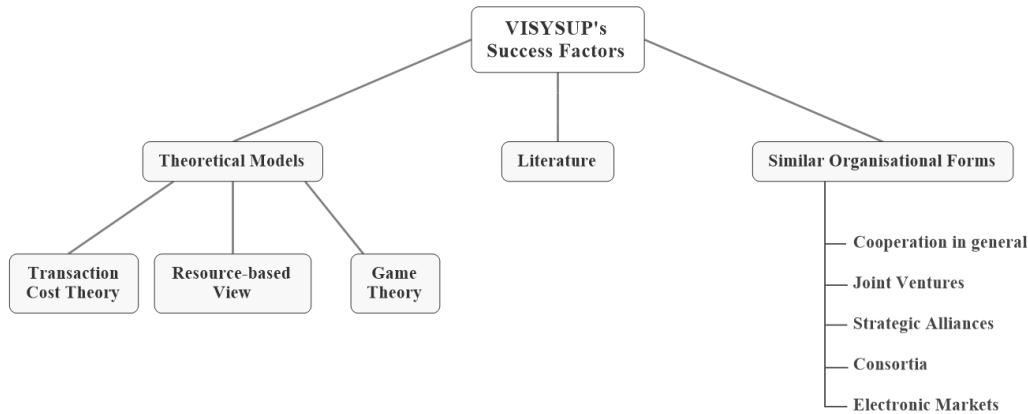 VISYSUP's
Success Factors
Theoretical Models
Literature
Similar Organisational Forms
Transaction
Cost Theory
Resource-based
View
Game
Theory
Cooperation in general
Joint Ventures
Strategic Alliances
Consortia
Electronic Markets